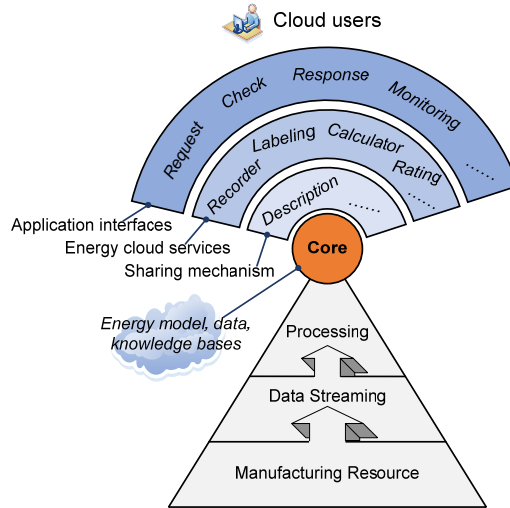 Cloud users
Request
Check
Response
Monitoring
......
Recorder
Labeling
Calculator
Rating
......
Description
......
Application interfaces
Energy cloud services
Sharing mechanism
Core
Energy model, data,
knowledge bases
Processing
Data Streaming
Manufacturing Resource